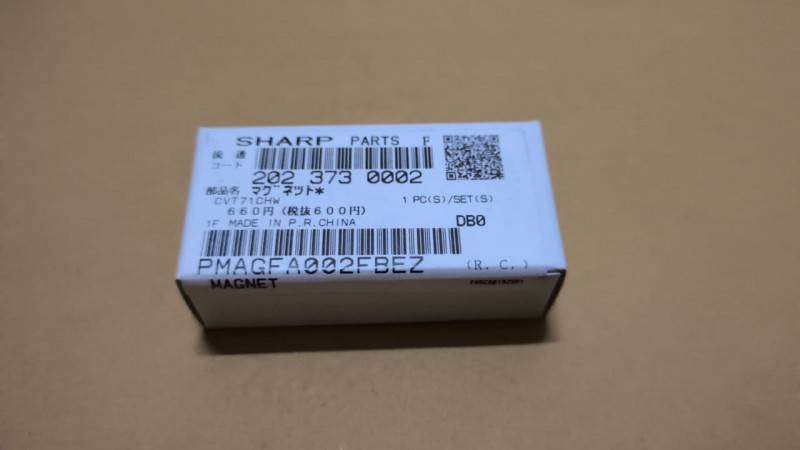 SHARP PARTS F
共通
コード
202 373 0002
部品名 マグネット*
CVT71CHW 1 PC(S)/SET(S)
660円(税抜600円)
1F MADE IN P.R.CHINA DB0
PMAGFA002FBEZ (R.C.)
MAGNET